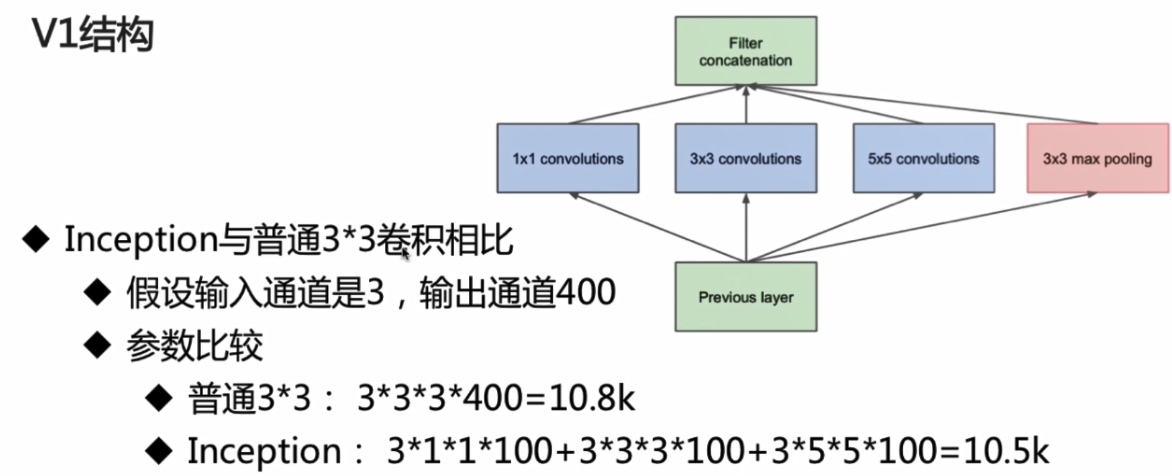 V1结构
Filter
concatenation
1x1 convolutions
3x3 convolutions
5x5 convolutions
3x3 max pooling
Previous layer
Inception与普通3*3卷积相比
假设输入通道是3，输出通道400
参数比较
普通3*3： 3*3*3*400=10.8k
Inception： 3*1*1*100+3*3*3*100+3*5*5*100=10.5k